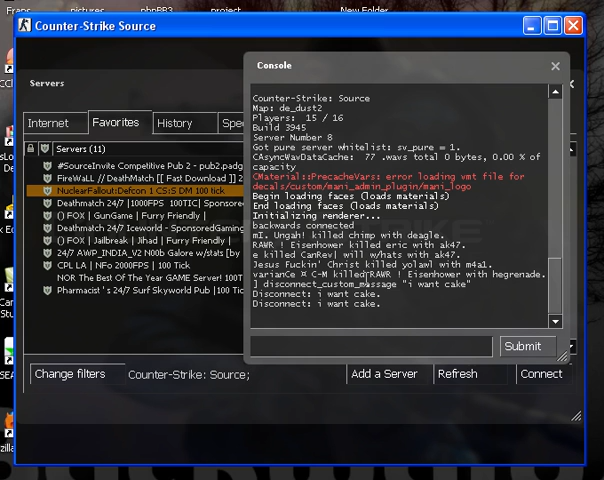 Fraps
pictures
phpBB3
project
New Folder
Counter-Strike Source
Servers
Internet
Favorites
History
Spe
Servers (11)
#SourceInvite Competitive Pub 2 - pub2.padg
FireWaLL // DeathMatch [[ Fast Download ]] 2
NuclearFallout:Defcon 1 CS:S DM 100 tick
Deathmatch 24/7 |1000FPS 100TIC| Sponsored
() FOX | GunGame | Furry Friendly |
Deathmatch 24/7 Iceworld - SponsoredGaming
() FOX | Jailbreak | Jihad | Furry Friendly |
24/7 AWP_INDIA_V2 N00b Galore w/stats [by
CPL LA | NFo 2000FPS | 100 Tick
NOR The Best Of The Year GAME Server! 100T
Pharmacist 's 24/7 Surf Skyworld Pub |100 Tick
Console
Counter-Strike: Source
Map: de_dust2
Players: 15 / 16
Build 3945
Server Number 8
Got pure server whitelist: sv_pure = 1.
CAsyncWavDataCache: 77 .wavs total 0 bytes, 0.00 % of
capacity
CMaterial::PrecacheVars: error loading vmt file for
decals/custom/mani_admin_plugin/mani_logo
Begin loading faces (loads materials)
End loading faces (loads materials)
Initializing renderer...
backwards connected
mI. Ungah! killed chimp with deagle.
RAWR ! Eisenhower killed eric with ak47.
e killed CanRev| will w/hats with ak47.
Jesus Fuckin' Christ killed yolawl with m4a1.
varianCe ¤ C-M killed RAWR ! Eisenhower with hegrenade.
] disconnect_custom_message "i want cake"
Disconnect: i want cake.
Disconnect: i want cake.
Submit
Change filters
Counter-Strike: Source;
Add a Server
Refresh
Connect